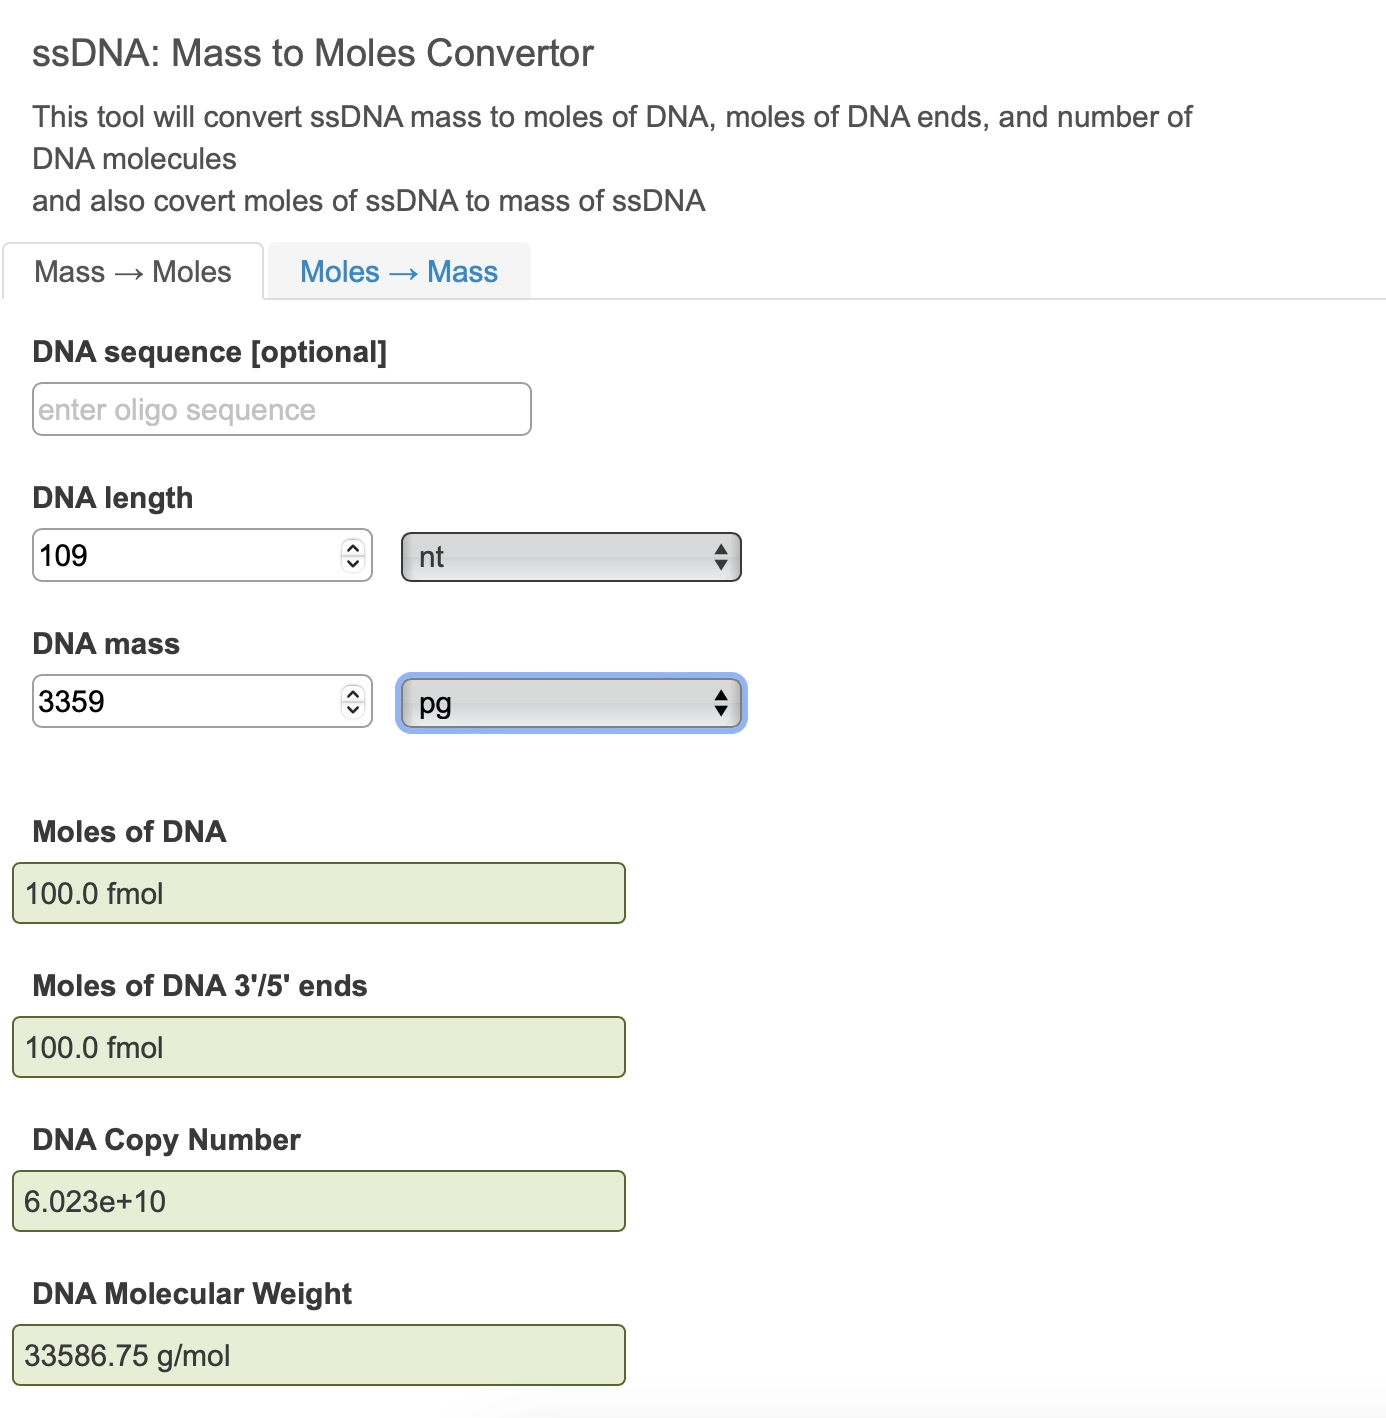 ssDNA: Mass to Moles Convertor
This tool will convert ssDNA mass to moles of DNA, moles of DNA ends, and number of
DNA molecules
and also covert moles of ssDNA to mass of ssDNA
Mass → Moles Moles → Mass
DNA sequence [optional]
enter oligo sequence
DNA length
109 nt
DNA mass
3359 pg
Moles of DNA
100.0 fmol
Moles of DNA 3'/5' ends
100.0 fmol
DNA Copy Number
6.023e+10
DNA Molecular Weight
33586.75 g/mol